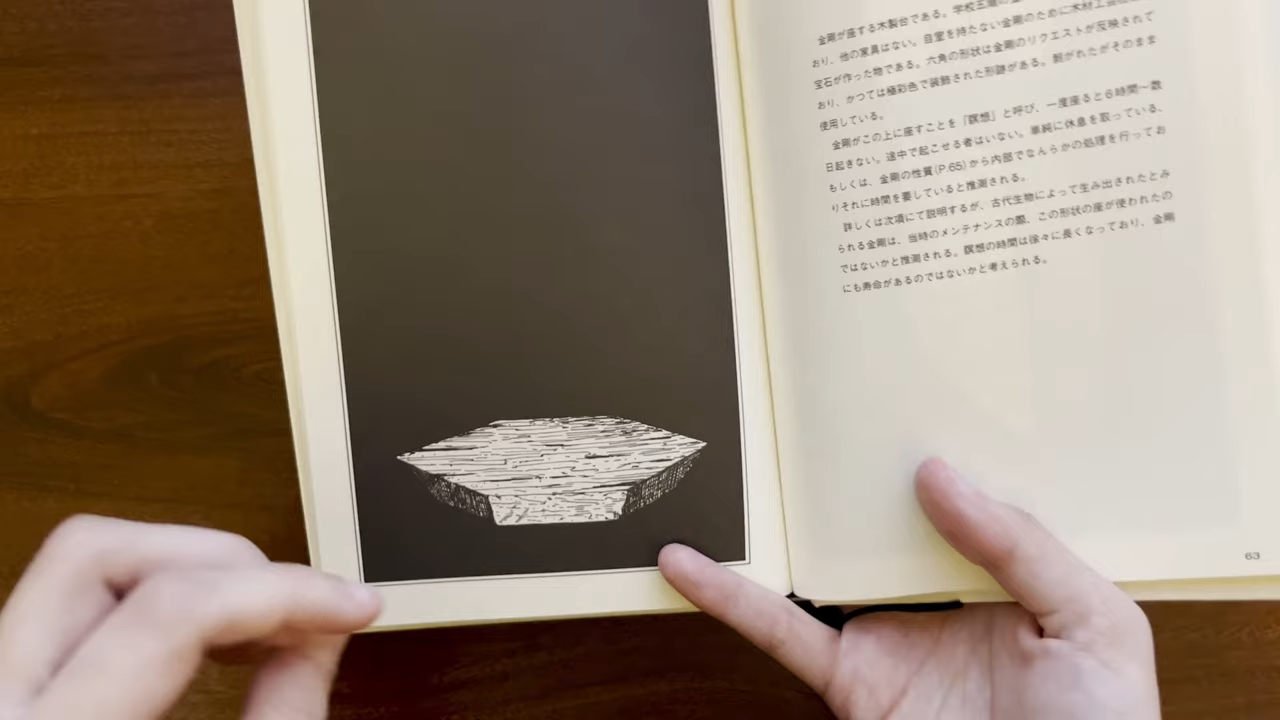 金剛が座する木製台である。学校五階の
おり、他の家具はない。自室を持たない金剛のために木材工芸
宝石が作った物である。六角の形状は金剛のリクエストが反映されて
おり、かつては極彩色で装飾された形跡がある。剝がれたがそのまま
使用している。
金剛がこの上に座すことを「瞑想」と呼び、一度座ると6時間〜数
日起きない。途中で起こせる者はいない。単純に休息を取っている、
もしくは、金剛の性質(P.65)から内部でなんらかの処理を行ってお
りそれに時間を要していると推測される。
詳しくは次項にて説明するが、古代生物によって生み出されたとみ
られる金剛は、当時のメンテナンスの際、この形状の座が使われたの
ではないかと推測される。瞑想の時間は徐々に長くなっており、金剛
にも寿命があるのではないかと考えられる。
63